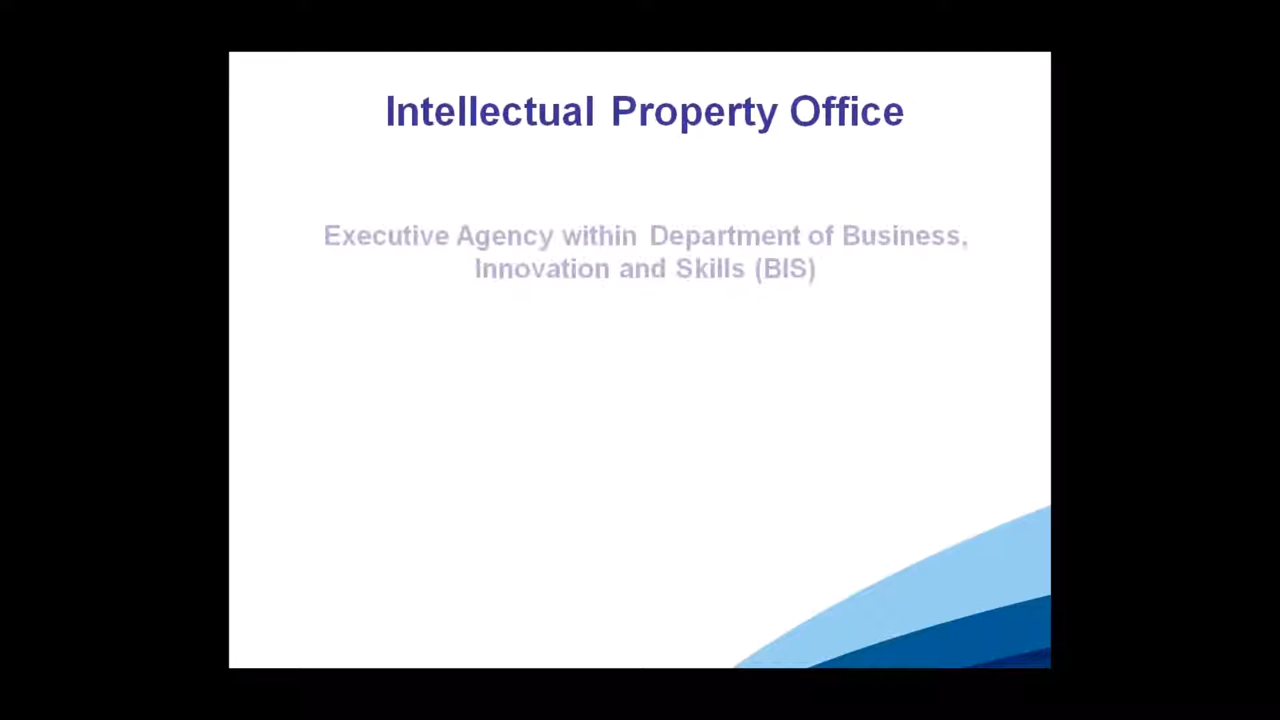 Intellectual Property Office
Executive Agency within Department of Business,
Innovation and Skills (BIS)